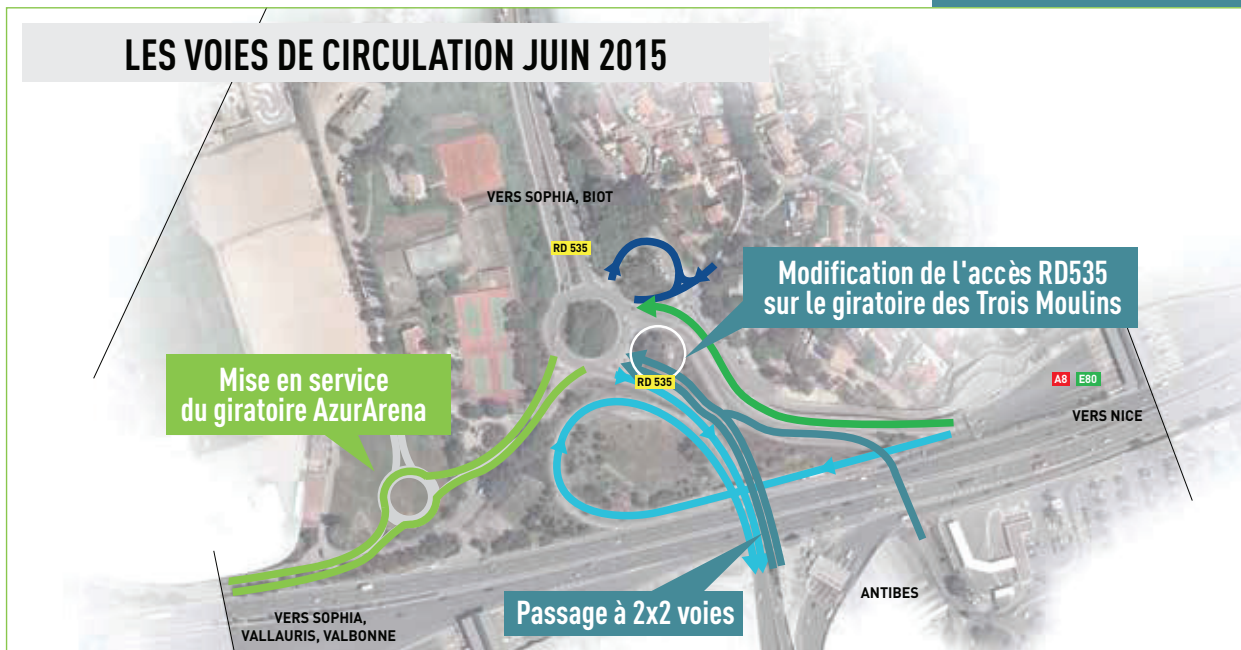 LES VOIES DE CIRCULATION JUIN 2015
VERS SOPHIA, BIOT
RD 535
Modification de l'accès RD535
sur le giratoire des Trois Moulins
Mise en service
du giratoire AzurArena
RD 535
A8 E80
VERS NICE
ANTIBES
Passage à 2x2 voies
VERS SOPHIA,
VALLAURIS, VALBONNE